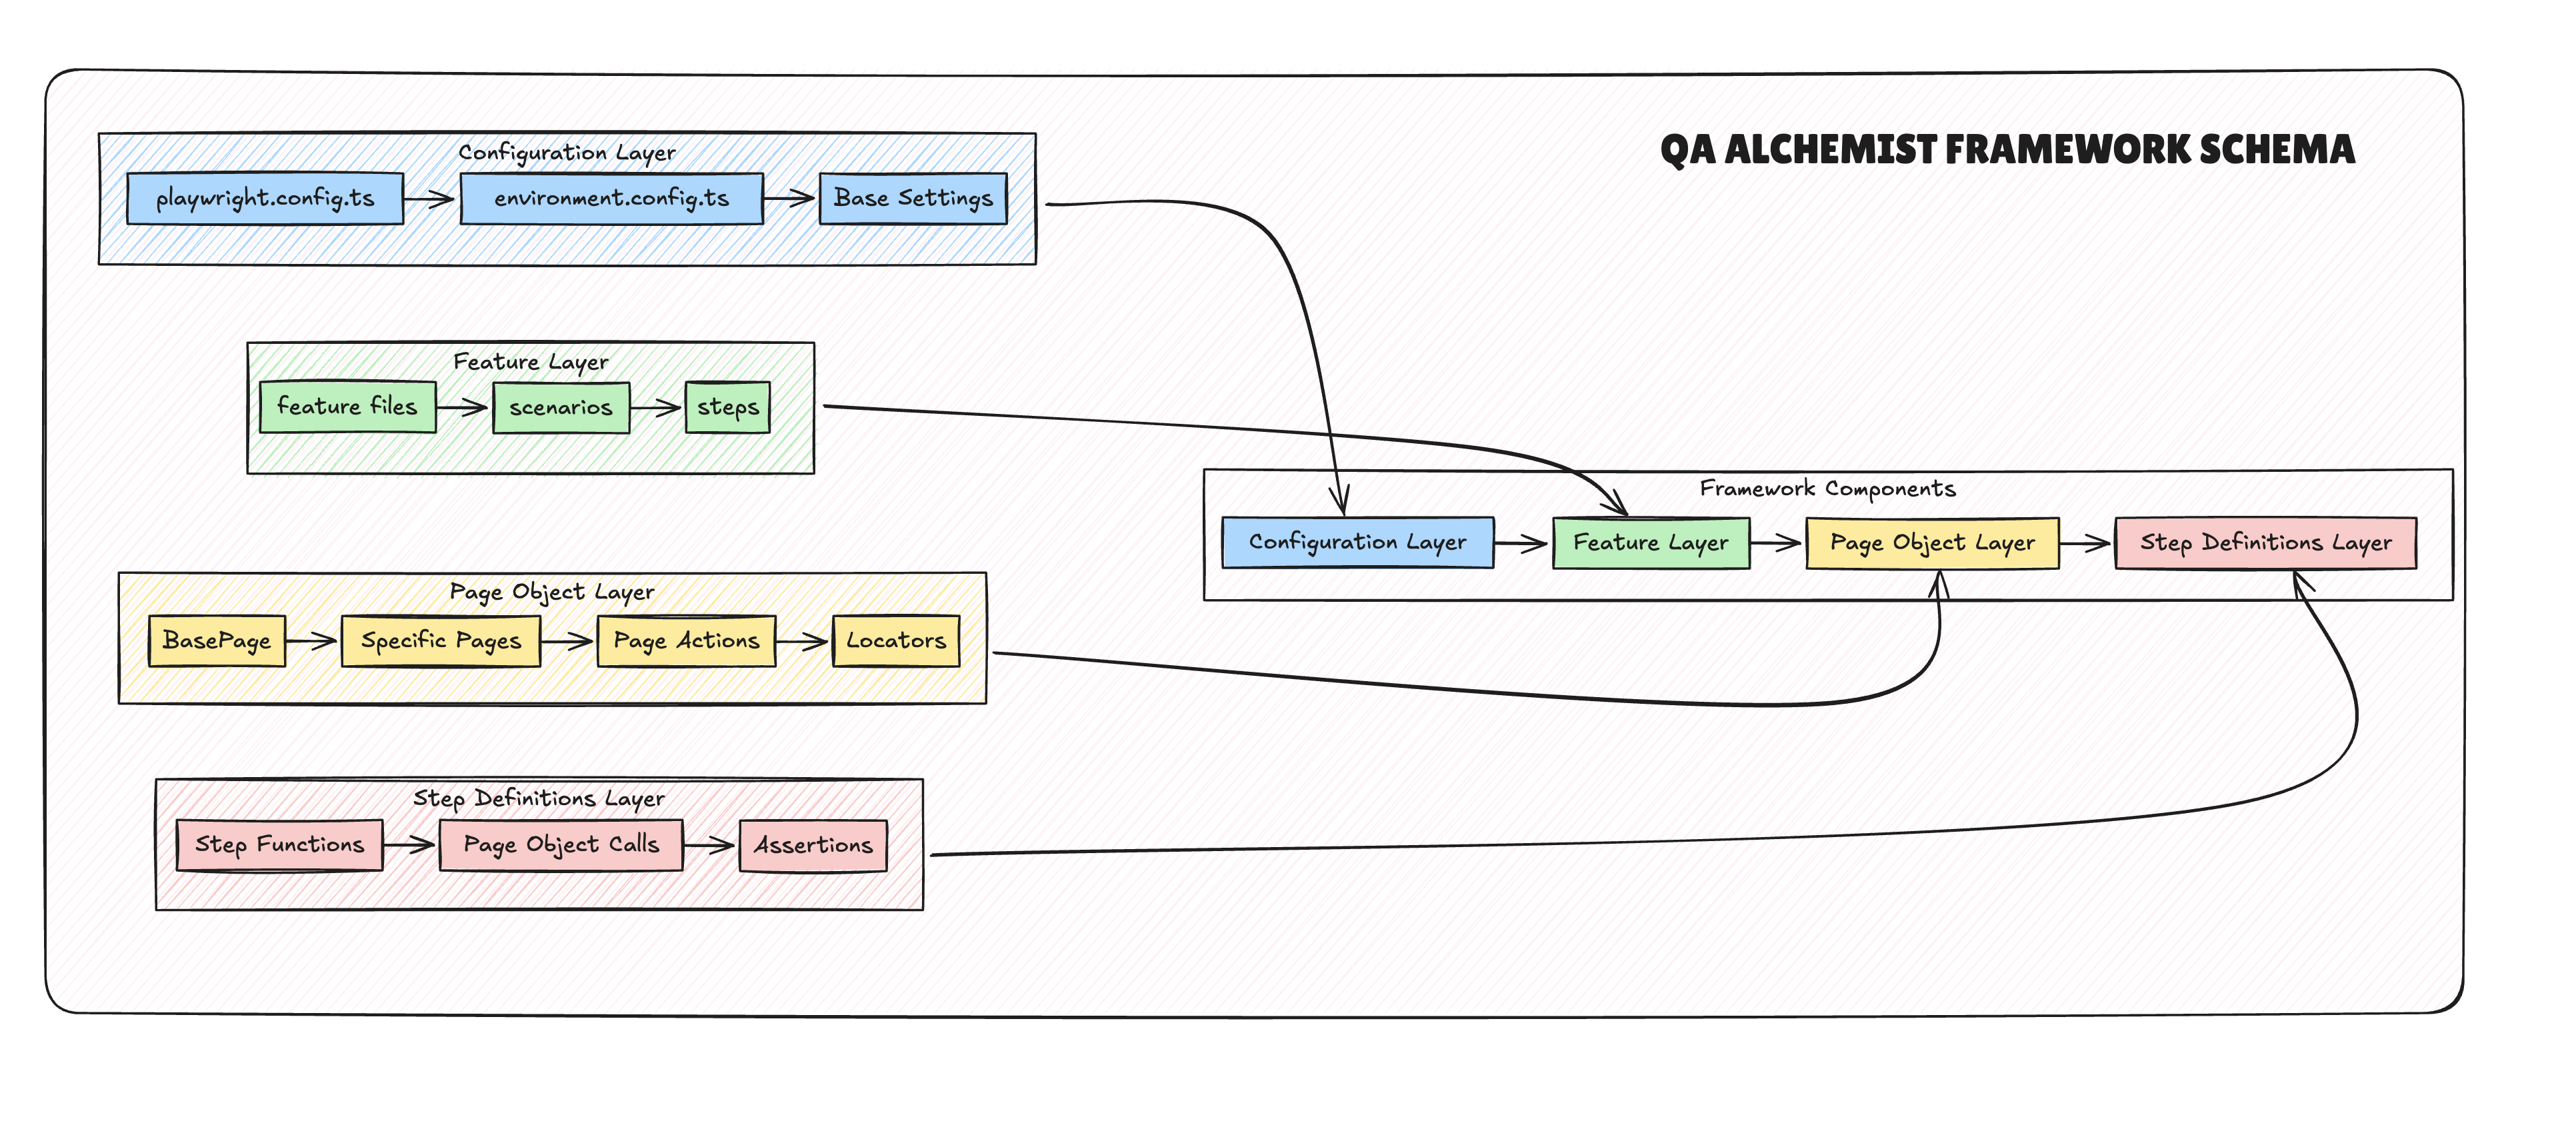 QA ALCHEMIST FRAMEWORK SCHEMA
Configuration Layer
playwright.config.ts
environment.config.ts
Base Settings
Feature Layer
feature files
scenarios
steps
Framework Components
Configuration Layer
Feature Layer
Page Object Layer
Step Definitions Layer
Page Object Layer
BasePage
Specific Pages
Page Actions
Locators
Step Definitions Layer
Step Functions
Page Object Calls
Assertions